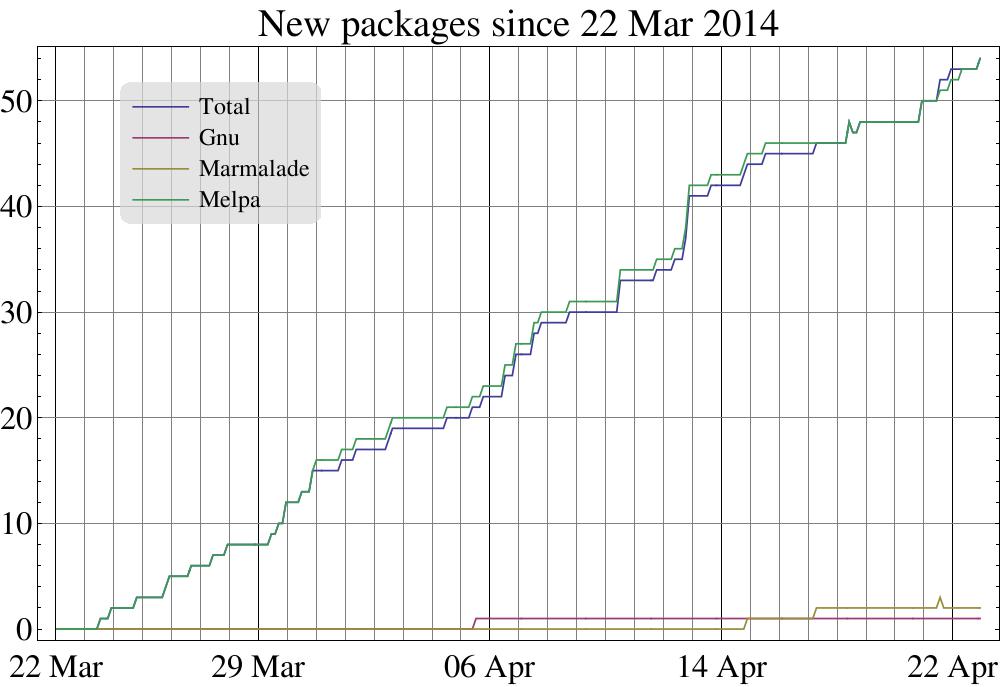 New packages since 22 Mar 2014
50
40
30
20
10
0
Total
Gnu
Marmalade
Melpa
22 Mar
29 Mar
06 Apr
14 Apr
22 Apr